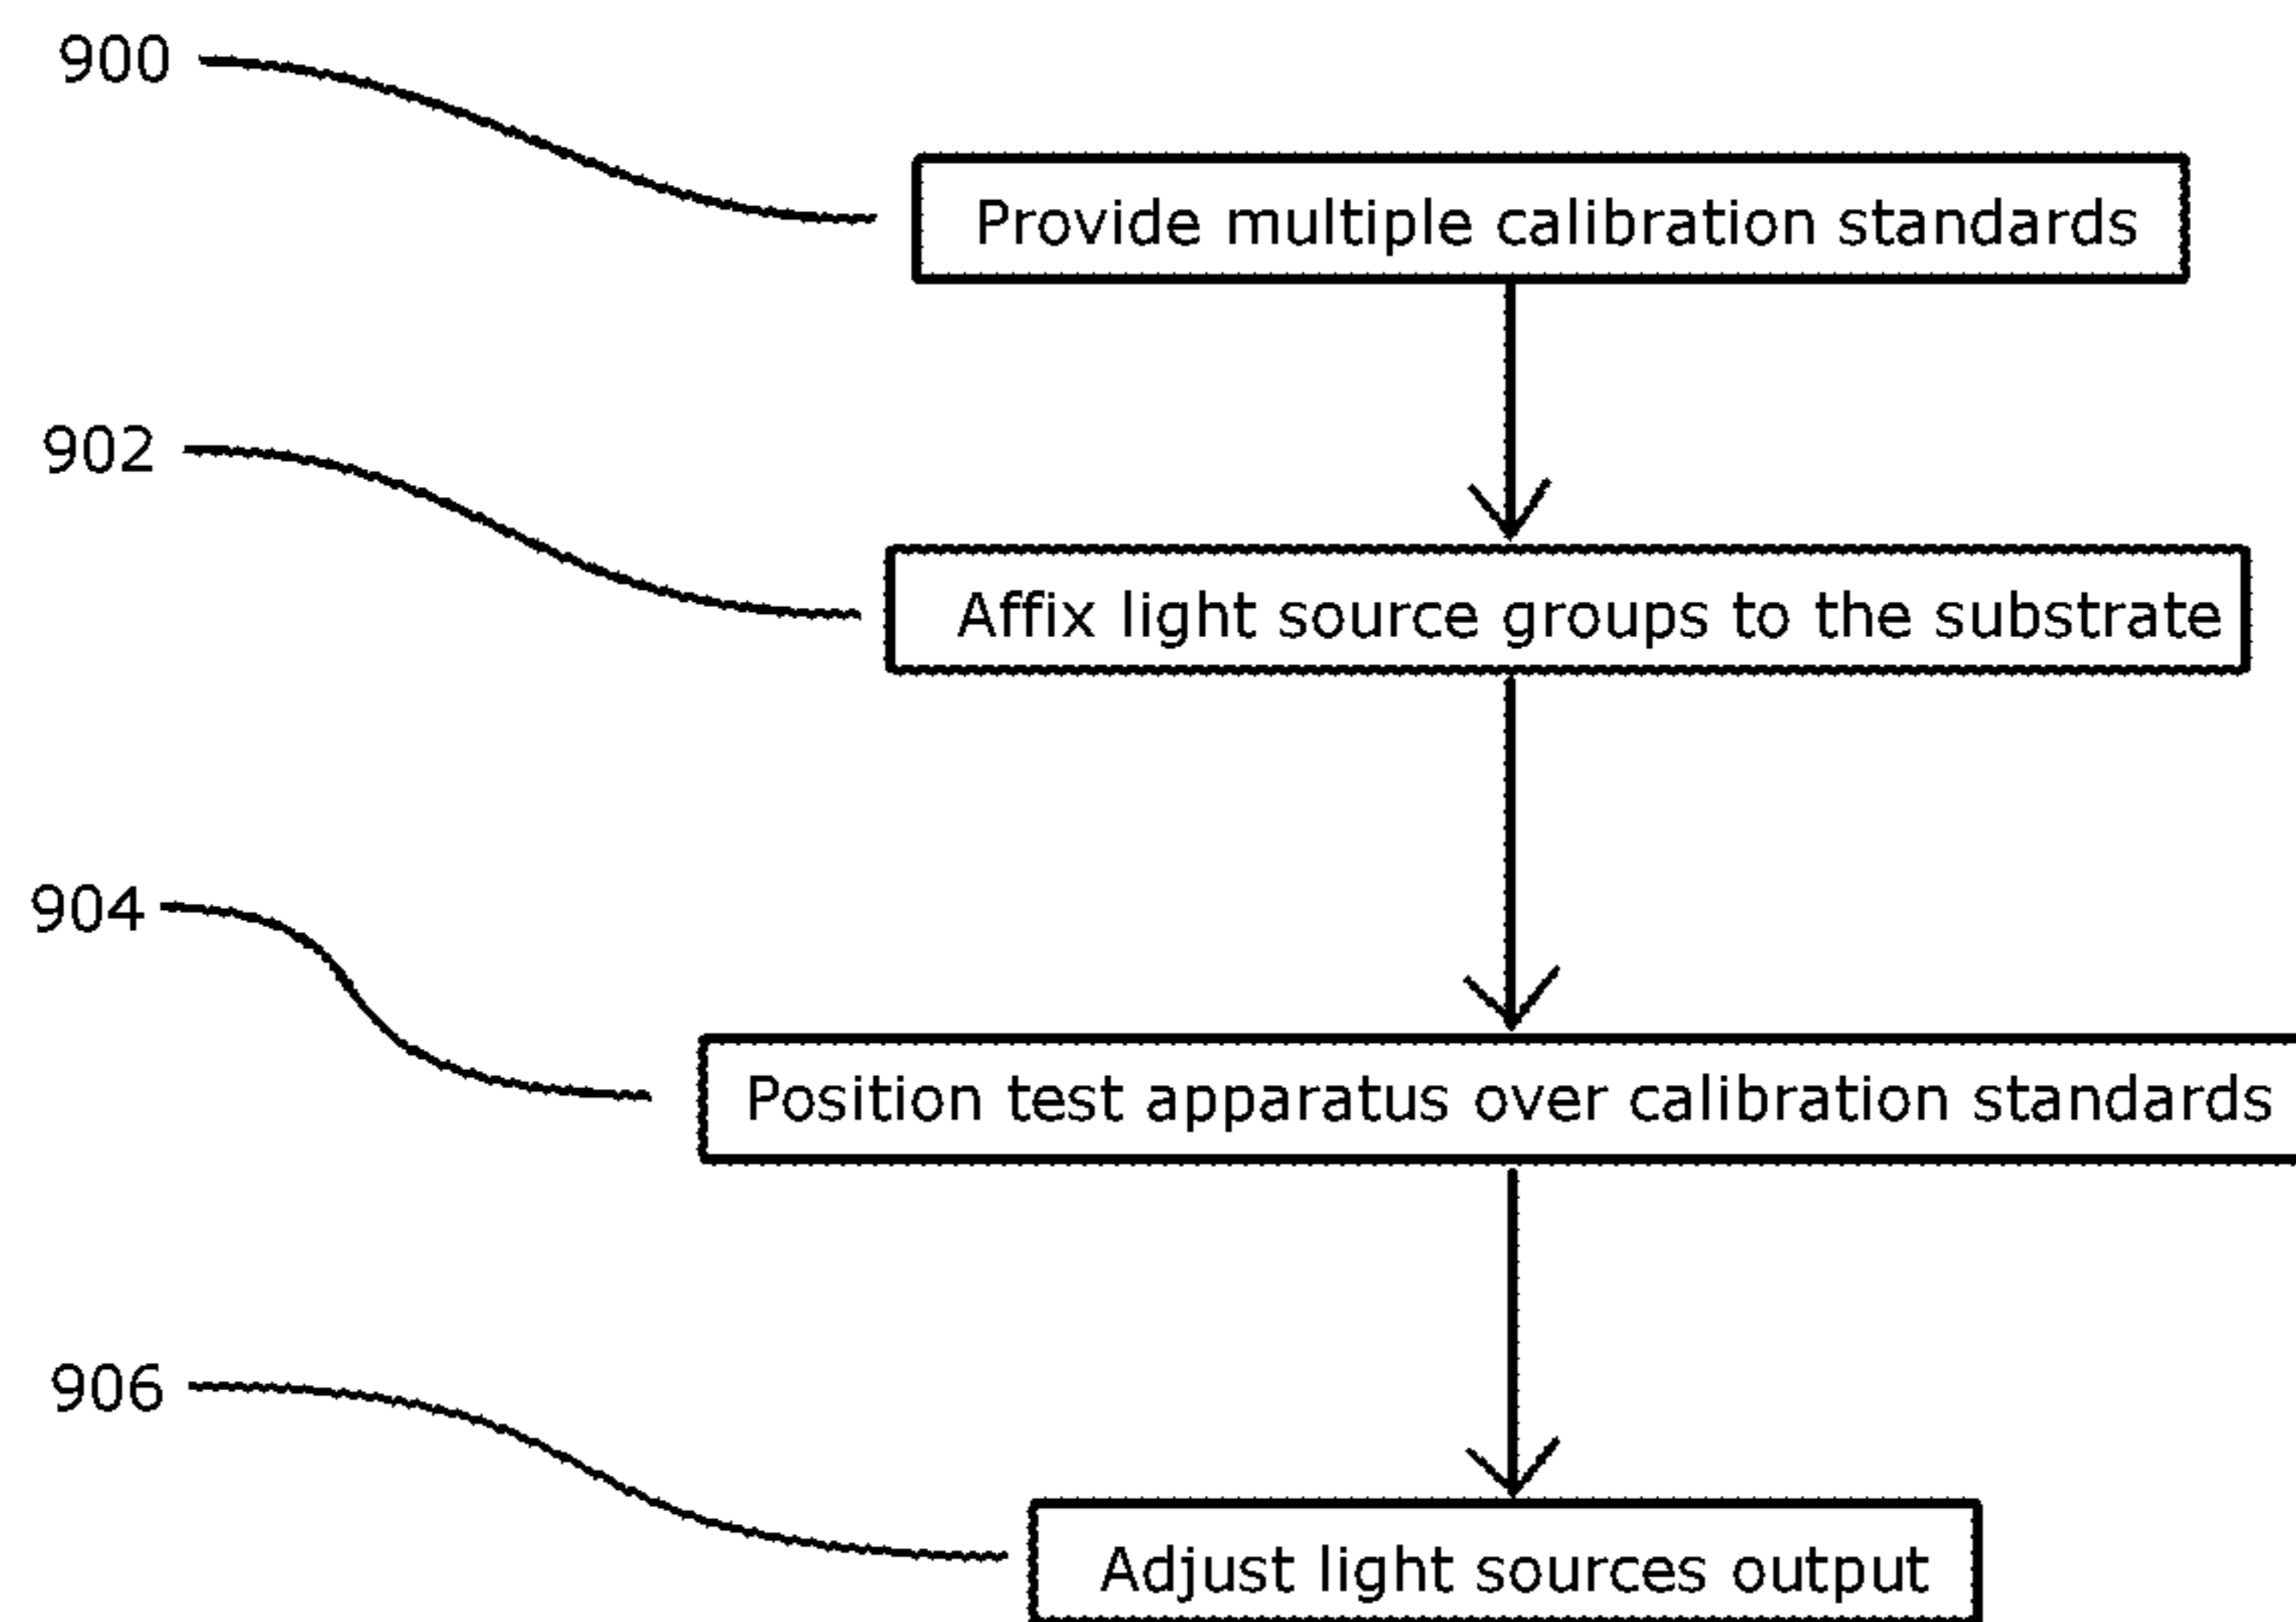 900
Provide multiple calibration standards
902
Affix light source groups to the substrate
904
Position test apparatus over calibration standards
906
Adjust light sources output